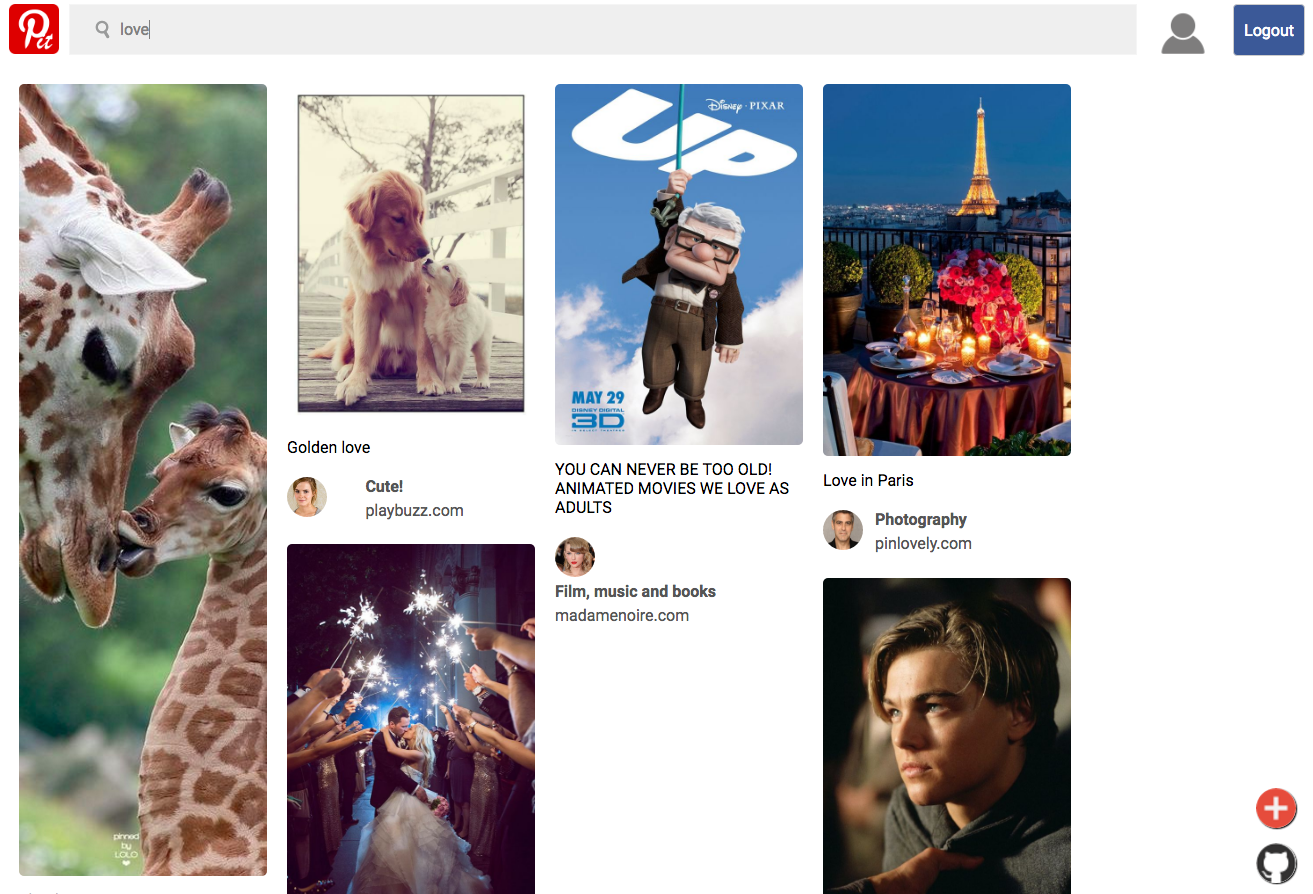 Pit
love
Logout
pinned
by
LOLO
Golden love
Cute!
playbuzz.com
Disney · PIXAR
UP
MAY 29
DISNEY DIGITAL
3D
YOU CAN NEVER BE TOO OLD!
ANIMATED MOVIES WE LOVE AS
ADULTS
Film, music and books
madamenoire.com
Love in Paris
Photography
pinlovely.com